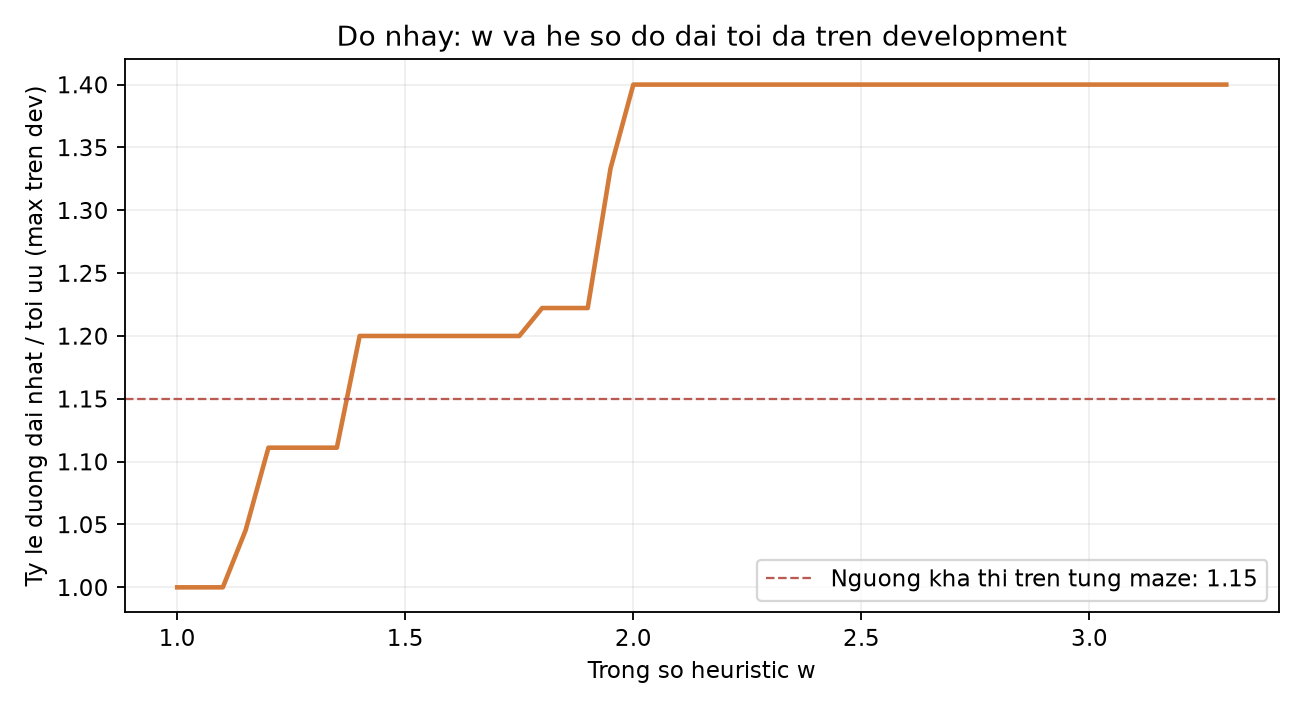 Do nhay: w va he so do dai toi da tren development
Ty le duong dai nhat / toi uu (max tren dev)
1.40
1.35
1.30
1.25
1.20
1.15
1.10
1.05
1.00
Nguong kha thi tren tung maze: 1.15
1.0 1.5 2.0 2.5 3.0
Trong so heuristic w